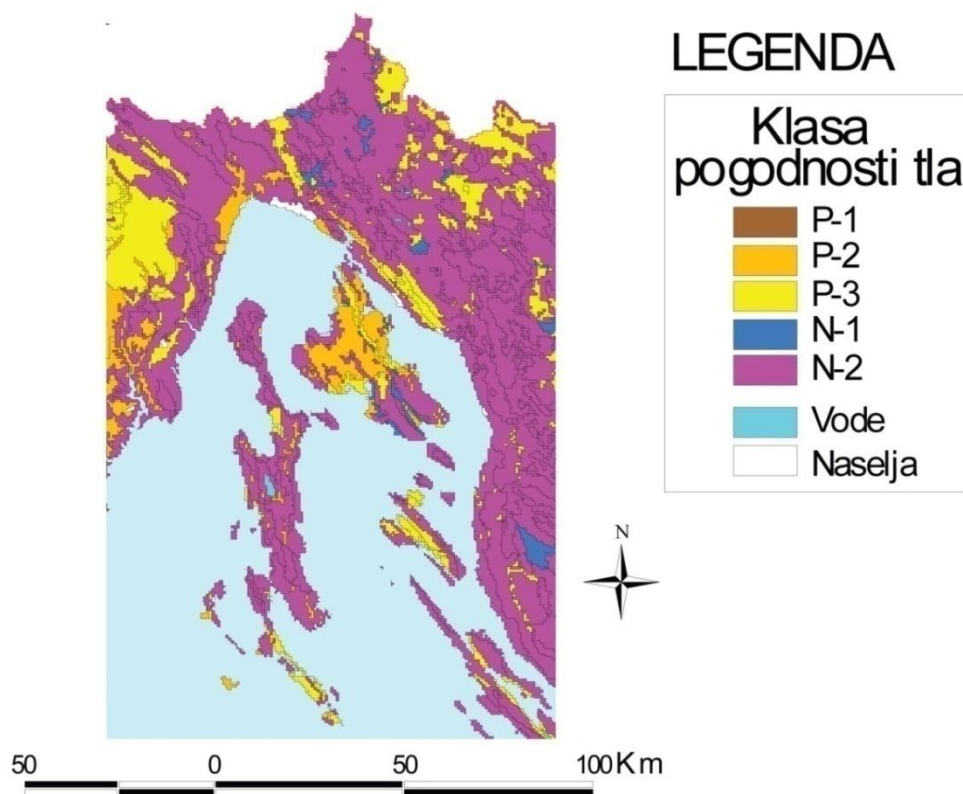 LEGENDA
Klasa
pogodnosti tla
P-1
P-2
P-3
N-1
N-2
Vode
Naselja
N
50 0 50 100 Km